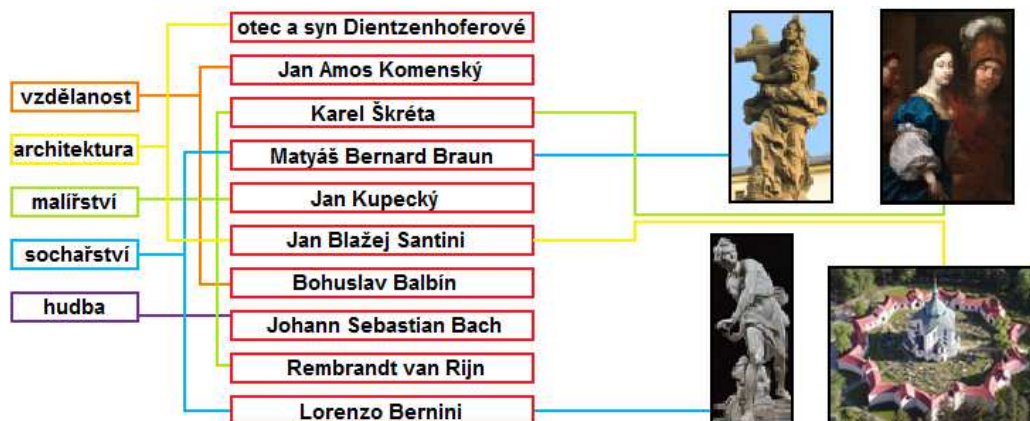 vzdělanost
architektura
malířství
sochařství
hudba
otec a syn Dientzenhoferové
Jan Amos Komenský
Karel Škréta
Matyáš Bernard Braun
Jan Kupecký
Jan Blažej Santini
Bohuslav Balbín
Johann Sebastian Bach
Rembrandt van Rijn
Lorenzo Bernini